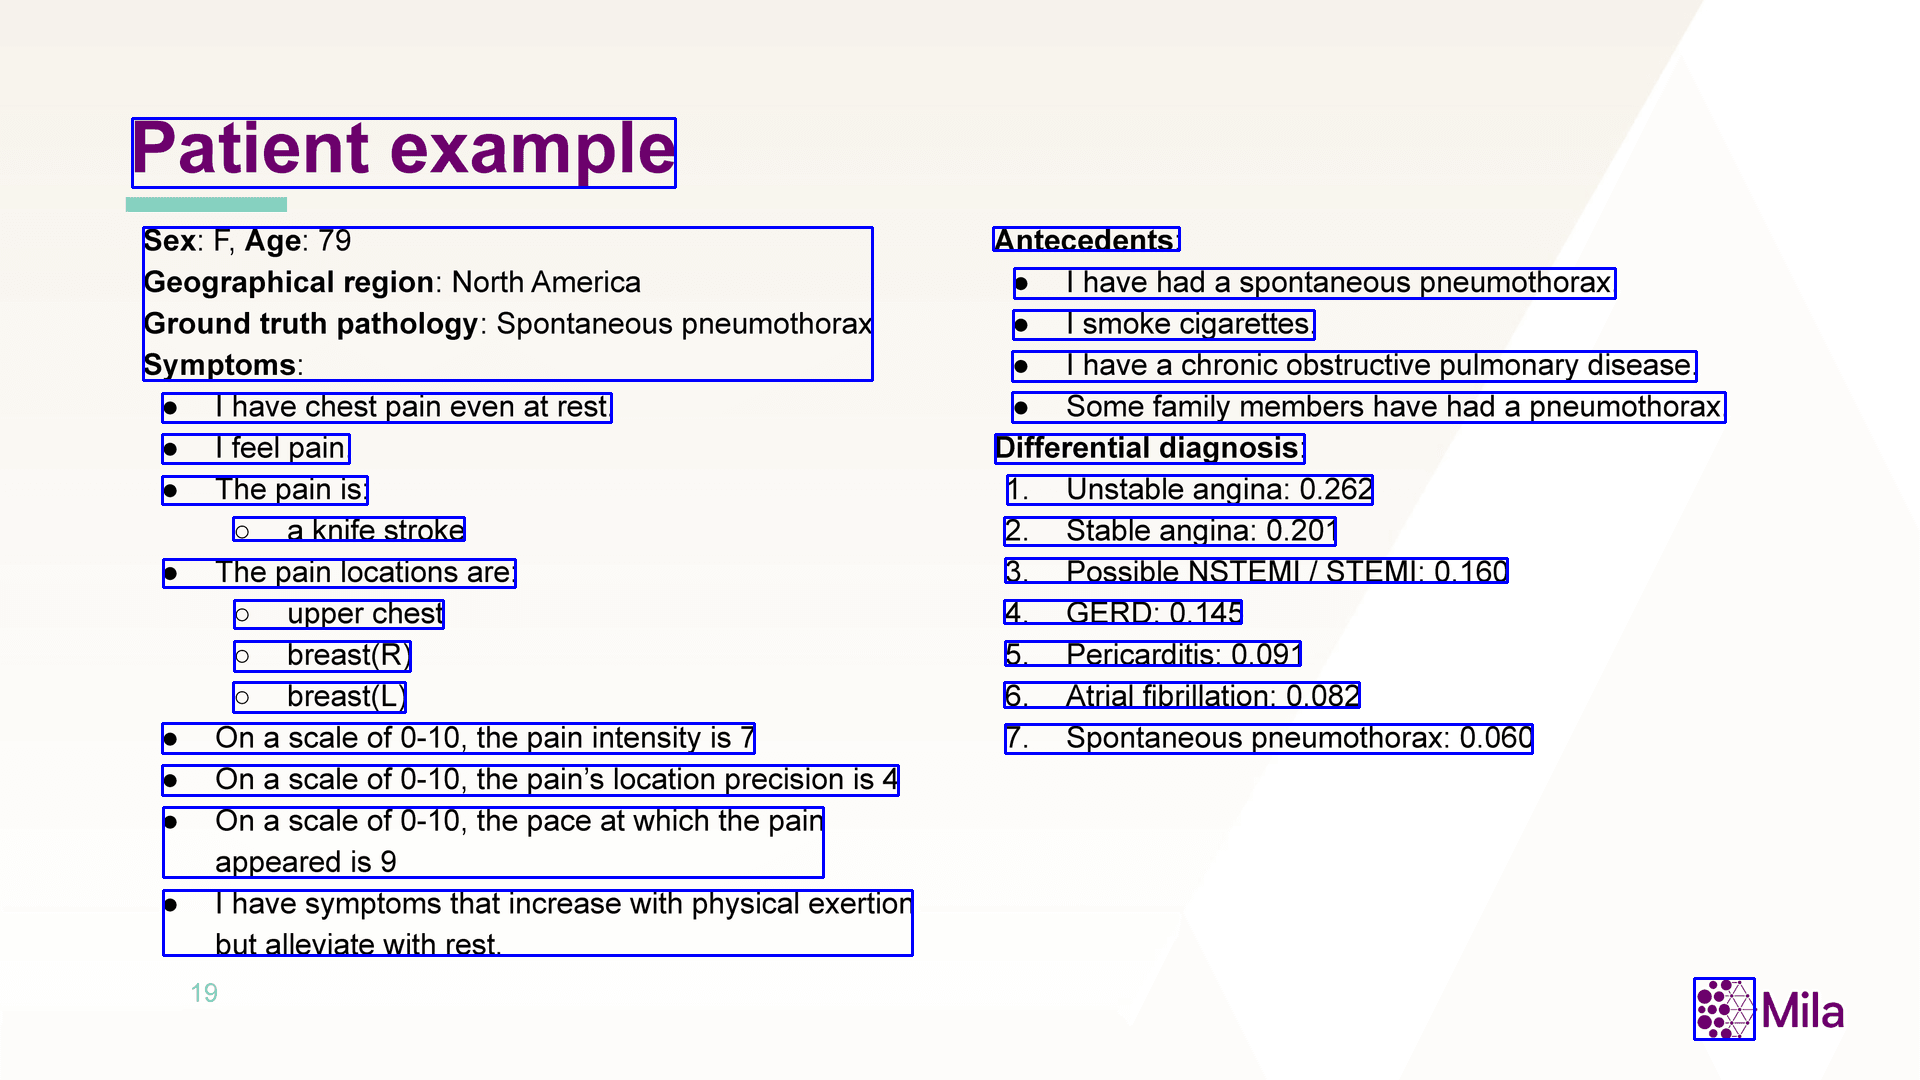 Patient example
Sex: F, Age: 79
Geographical region: North America
Ground truth pathology: Spontaneous pneumothorax
Symptoms:
● I have chest pain even at rest.
● I feel pain.
● The pain is:
○ a knife stroke
● The pain locations are:
○ upper chest
○ breast(R)
○ breast(L)
● On a scale of 0-10, the pain intensity is 7
● On a scale of 0-10, the pain’s location precision is 4
● On a scale of 0-10, the pace at which the pain
appeared is 9
● I have symptoms that increase with physical exertion
but alleviate with rest.
Antecedents:
● I have had a spontaneous pneumothorax.
● I smoke cigarettes.
● I have a chronic obstructive pulmonary disease.
● Some family members have had a pneumothorax.
Differential diagnosis:
1. Unstable angina: 0.262
2. Stable angina: 0.201
3. Possible NSTEMI / STEMI: 0.160
4. GERD: 0.145
5. Pericarditis: 0.091
6. Atrial fibrillation: 0.082
7. Spontaneous pneumothorax: 0.060
19
Mila